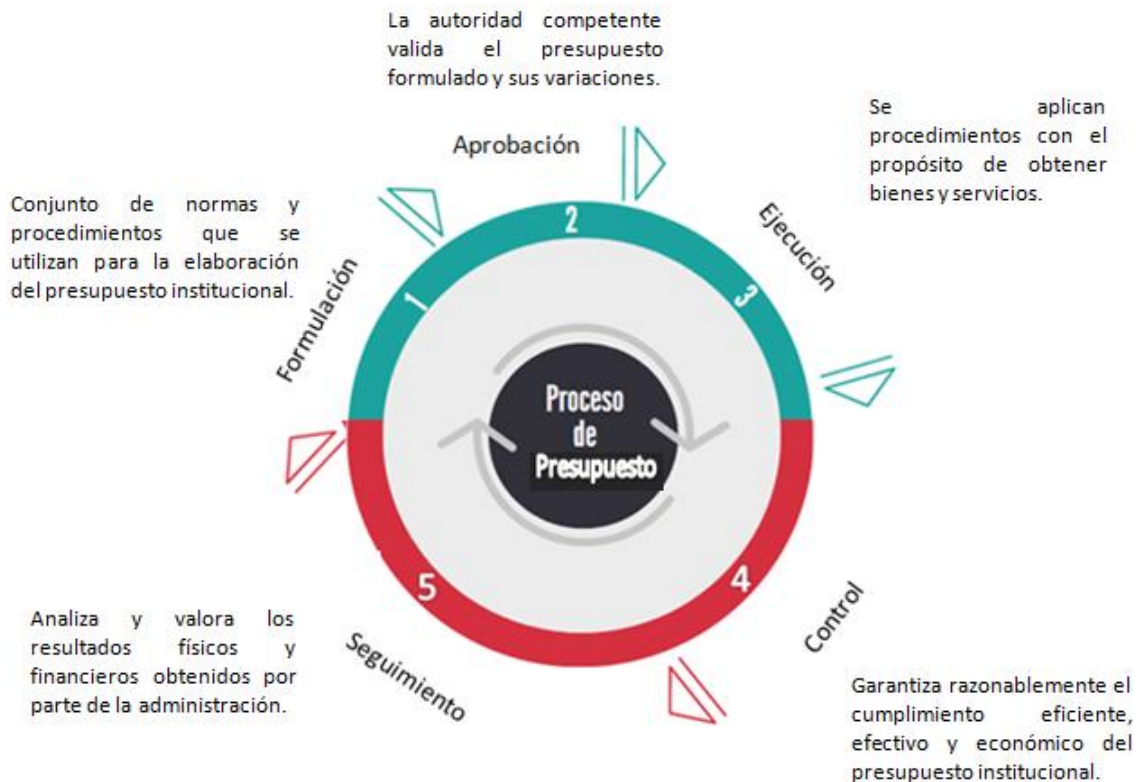 La autoridad competente
valida el presupuesto
formulado y sus variaciones.
Aprobación
Se aplican
procedimientos con el
propósito de obtener
bienes y servicios.
Conjunto de normas y
procedimientos que se
utilizan para la elaboración
del presupuesto institucional.
Formulación
1
2
3
Ejecución
Proceso
de
Presupuesto
5
4
Analiza y valora los
resultados físicos y
financieros obtenidos por
parte de la administración.
Seguimiento
Control
Garantiza razonablemente el
cumplimiento eficiente,
efectivo y económico del
presupuesto institucional.